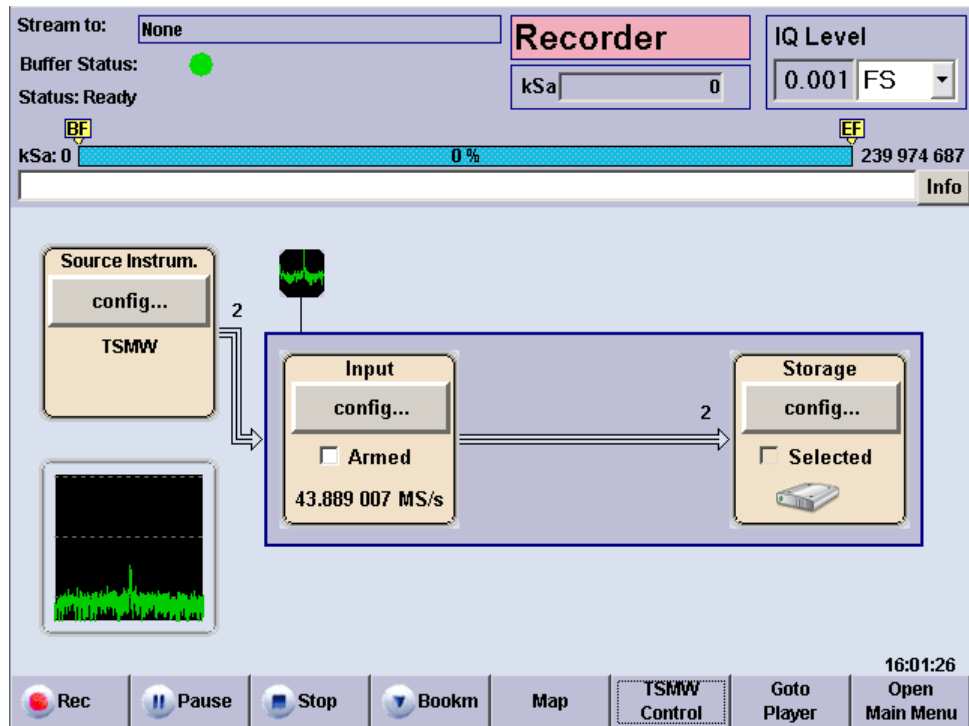 Stream to: None
Recorder
IQ Level
Buffer Status:
kSa 0
0.001 FS
Status: Ready
BF EF
kSa: 0 0 % 239 974 687
Info
Source Instrum.
config...
TSMW
2
Input
config...
Armed
43.889 007 MS/s
2
Storage
config...
Selected
16:01:26
Rec
Pause
Stop
Bookm
Map
TSMW
Control
Goto
Player
Open
Main Menu